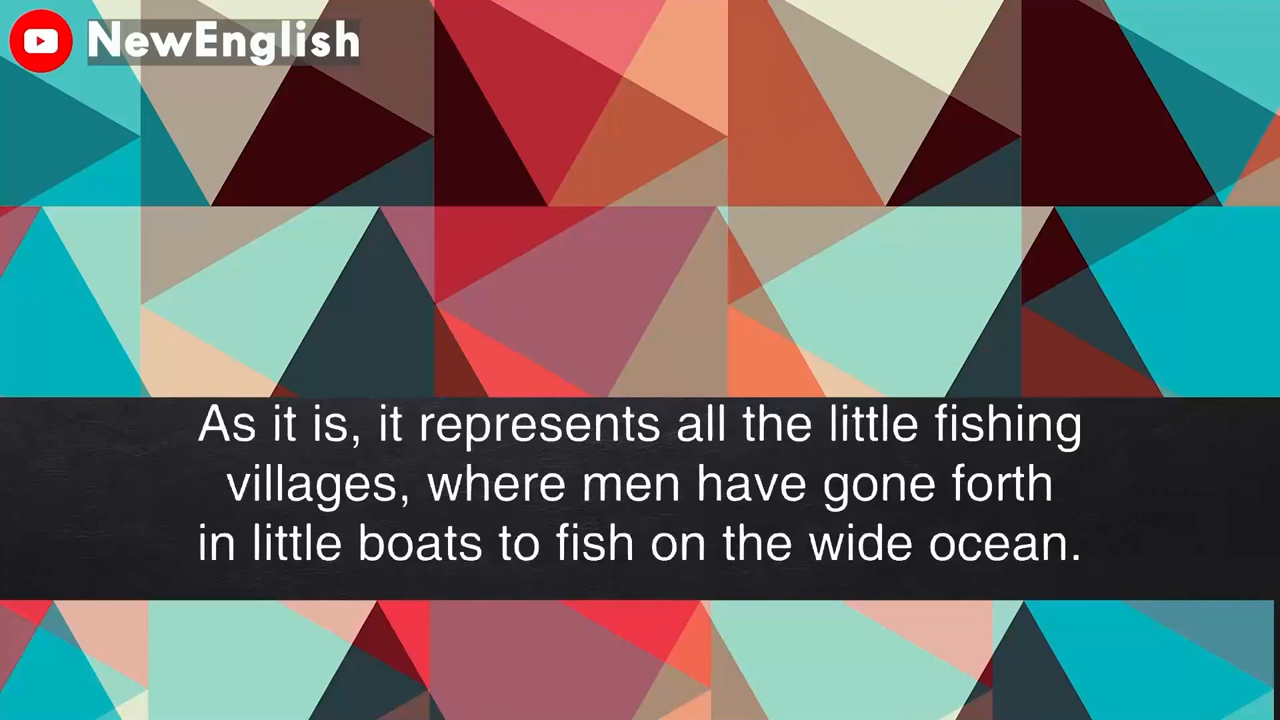 NewEnglish
As it is, it represents all the little fishing
villages, where men have gone forth
in little boats to fish on the wide ocean.